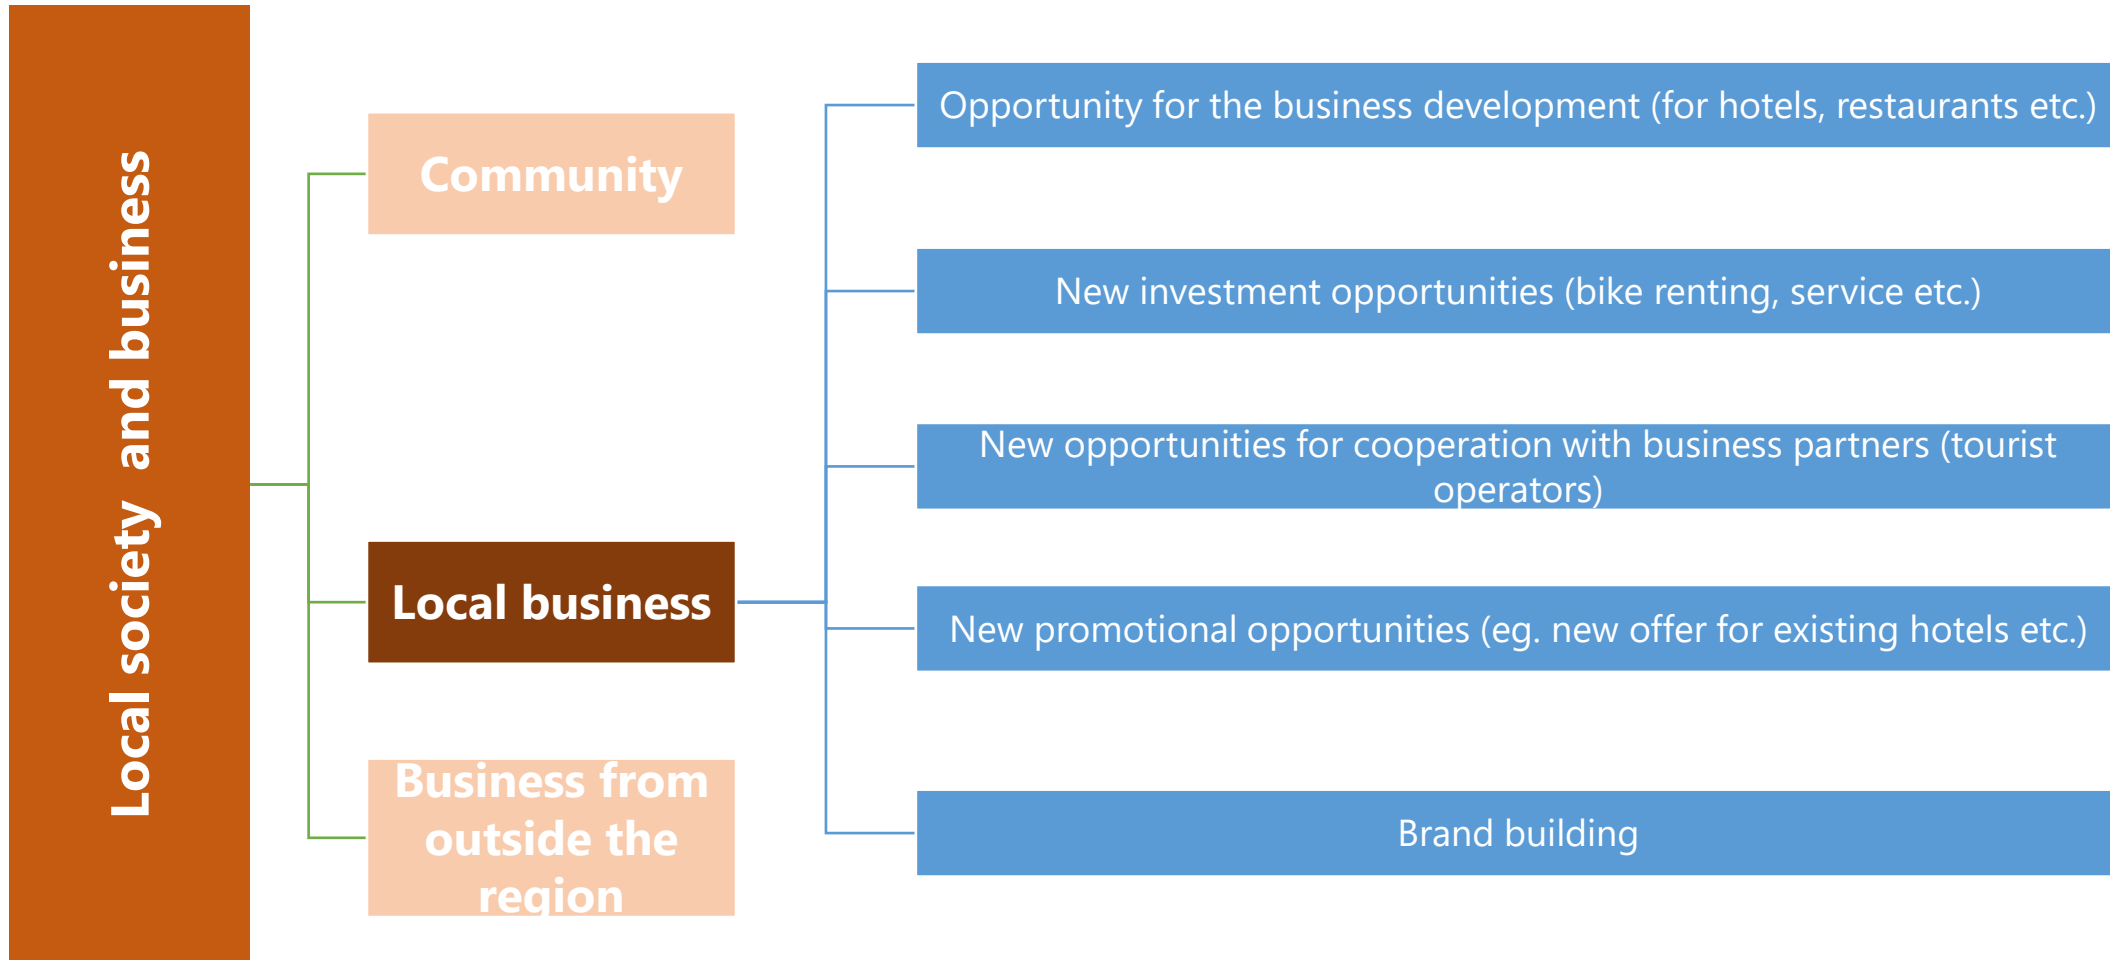 Local society  and business
Community
Local business
Business from
outside the
region
Opportunity for the business development (for hotels, restaurants etc.)
New investment opportunities (bike renting, service etc.)
New opportunities for cooperation with business partners (tourist
operators)
New promotional opportunities (eg. new offer for existing hotels etc.)
Brand building